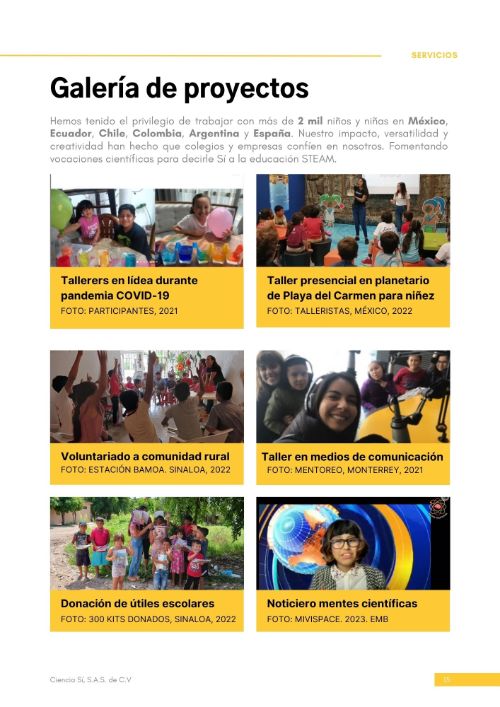 SERVICIOS
Galería de proyectos
Hemos tenido el privilegio de trabajar con más de 2 mil niños y niñas en México,
Ecuador, Chile, Colombia, Argentina y España. Nuestro impacto, versatilidad y
creatividad han hecho que colegios y empresas confíen en nosotros. Fomentando
vocaciones científicas para decirle Sí a la educación STEAM.
Tallerers en lídea durante
pandemia COVID-19
FOTO: PARTICIPANTES, 2021
Taller presencial en planetario
de Playa del Carmen para niñez
FOTO: TALLERISTAS, MÉXICO, 2022
Voluntariado a comunidad rural
FOTO: ESTACIÓN BAMOA. SINALOA, 2022
Taller en medios de comunicación
FOTO: MENTOREO, MONTERREY, 2021
Donación de útiles escolares
FOTO: 300 KITS DONADOS, SINALOA, 2022
Noticiero mentes científicas
FOTO: MIVISPACE. 2023. EMB
Ciencia Sí, S.A.S. de C.V
15